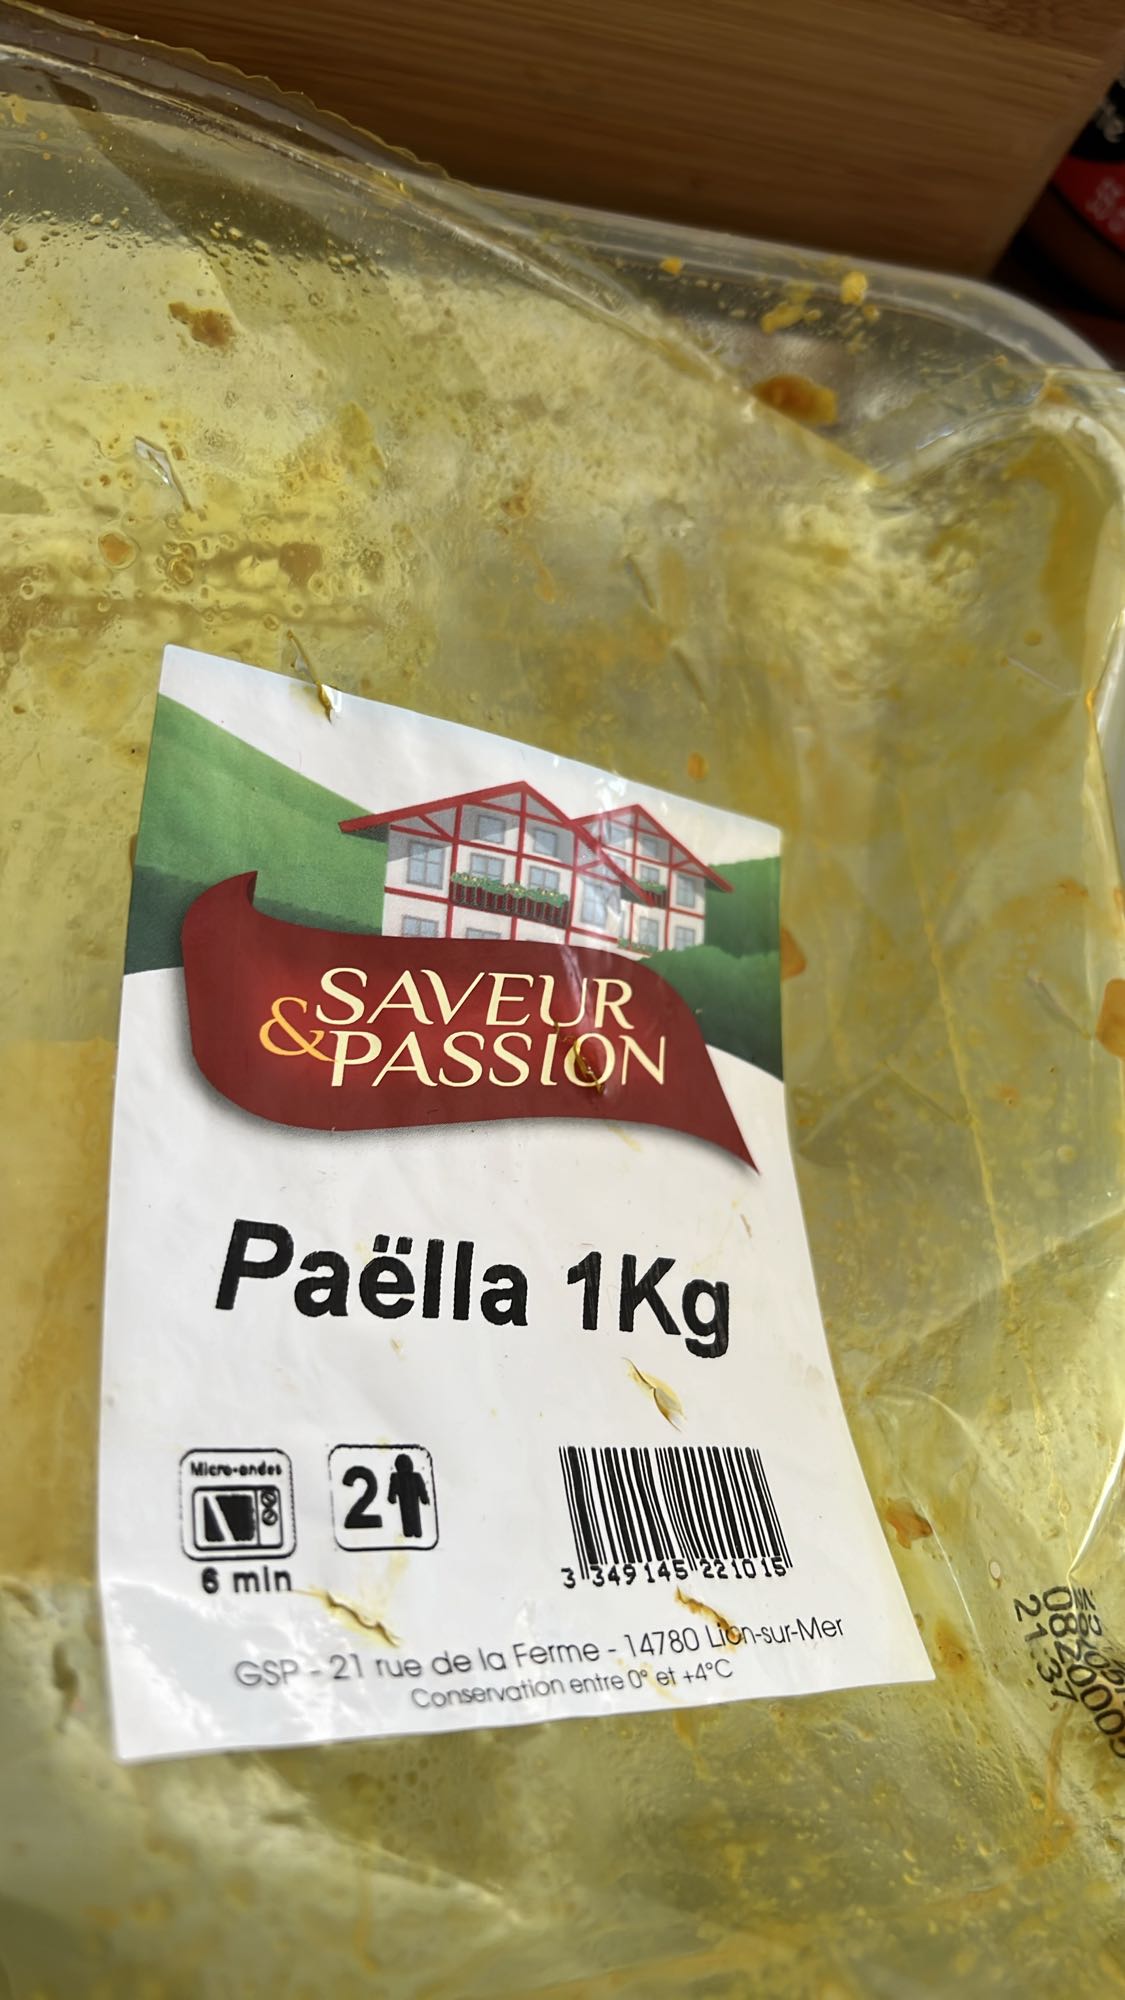 SAVEUR
&PASSION
Paëlla 1Kg
Micro-ondes
6 min
2
3 349145 221015
GSP - 21 rue de la Ferme - 14780 Lion-sur-Mer
Conservation entre 0° et +4°C
21:37